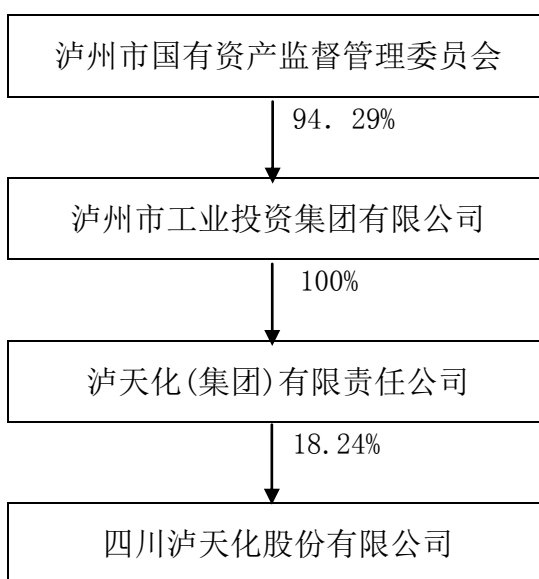 泸州市国有资产监督管理委员会
94. 29%
泸州市工业投资集团有限公司
100%
泸天化(集团)有限责任公司
18.24%
四川泸天化股份有限公司